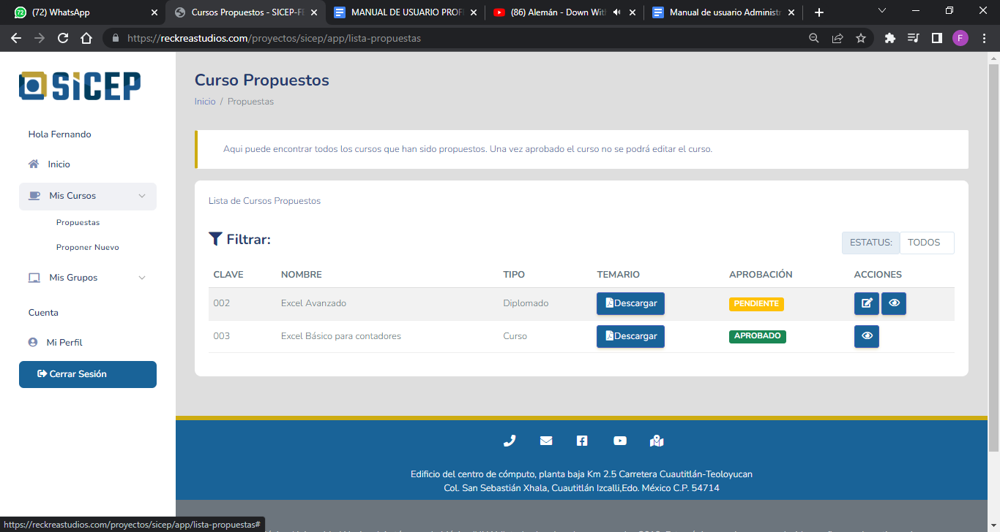 72
(72) WhatsApp
Cursos Propuestos - SICEP-F
MANUAL DE USUARIO PROF
(86) Alemán - Down Wit
Manual de usuario Administr
https://reckreastudios.com/proyectos/sicep/app/lista-propuestas
F
SiCEP
Hola Fernando
Inicio
Mis Cursos
Propuestas
Proponer Nuevo
Mis Grupos
Cuenta
Mi Perfil
Cerrar Sesión
Curso Propuestos
Inicio / Propuestas
Aqui puede encontrar todos los cursos que han sido propuestos. Una vez aprobado el curso no se podrá editar el curso.
Lista de Cursos Propuestos
Filtrar:
ESTATUS: TODOS
CLAVE NOMBRE TIPO TEMARIO APROBACIÓN ACCIONES
002 Excel Avanzado Diplomado Descargar PENDIENTE
003 Excel Básico para contadores Curso Descargar APROBADO
Edificio del centro de cómputo, planta baja Km 2.5 Carretera Cuautitlán-Teoloyucan
Col. San Sebastián Xhala, Cuautitlán Izcalli,Edo. México C.P. 54714
https://reckreastudios.com/proyectos/sicep/app/lista-propuestas#